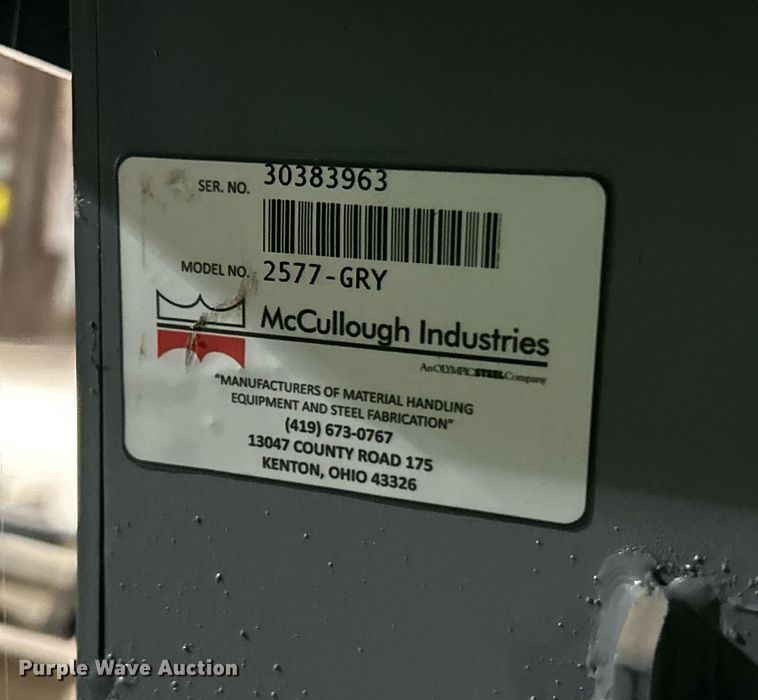 SER. NO. 30383963
MODEL NO. 2577-GRY
McCullough Industries
An OLYMPIC STEEL Company
"MANUFACTURERS OF MATERIAL HANDLING
EQUIPMENT AND STEEL FABRICATION"
(419) 673-0767
13047 COUNTY ROAD 175
KENTON, OHIO 43326
Purple Wave Auction